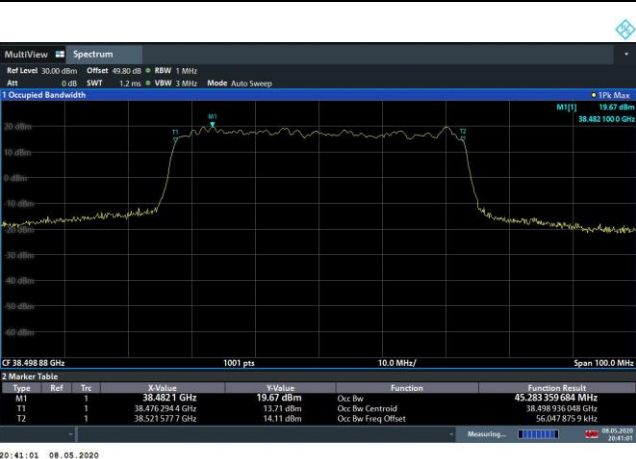 MultiView Spectrum
Ref Level 30.00 dBm Offset 49.80 dB RBW 1 MHz
Att 0 dB SWT 1.2 ms VBW 3 MHz Mode Auto Sweep
1 Occupied Bandwidth 1Pk Max
M1[1] 19.67 dBm
38.482 100 0 GHz
M1
T1
T2
20 dBm
10 dBm
0 dBm
-10 dBm
-20 dBm
-30 dBm
-40 dBm
-50 dBm
-60 dBm
CF 38.498 88 GHz 1001 pts 10.0 MHz/ Span 100.0 MHz
2 Marker Table
Type Ref Trc X-Value Y-Value Function Function Result
M1 1 38.482 1 GHz 19.67 dBm Occ Bw 45.283 359 684 MHz
T1 1 38.476 294 4 GHz 13.71 dBm Occ Bw Centroid 38.498 936 048 GHz
T2 1 38.521 577 7 GHz 14.11 dBm Occ Bw Freq Offset 56.047 875 9 kHz
Measuring... 08.05.2020
20:41:01
20:41:01 08.05.2020